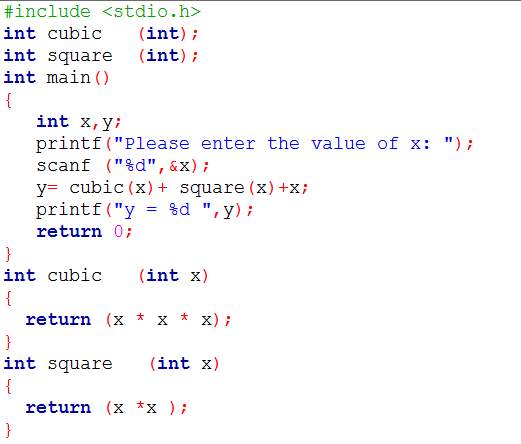 #include <stdio.h>
int cubic   (int);
int square  (int);
int main()
{
   int x,y;
   printf("Please enter the value of x: ");
   scanf ("%d",&x);
   y= cubic(x)+ square(x)+x;
   printf("y = %d ",y);
   return 0;
}
int cubic   (int x)
{
  return (x * x * x);
}
int square   (int x)
{
  return (x *x );
}